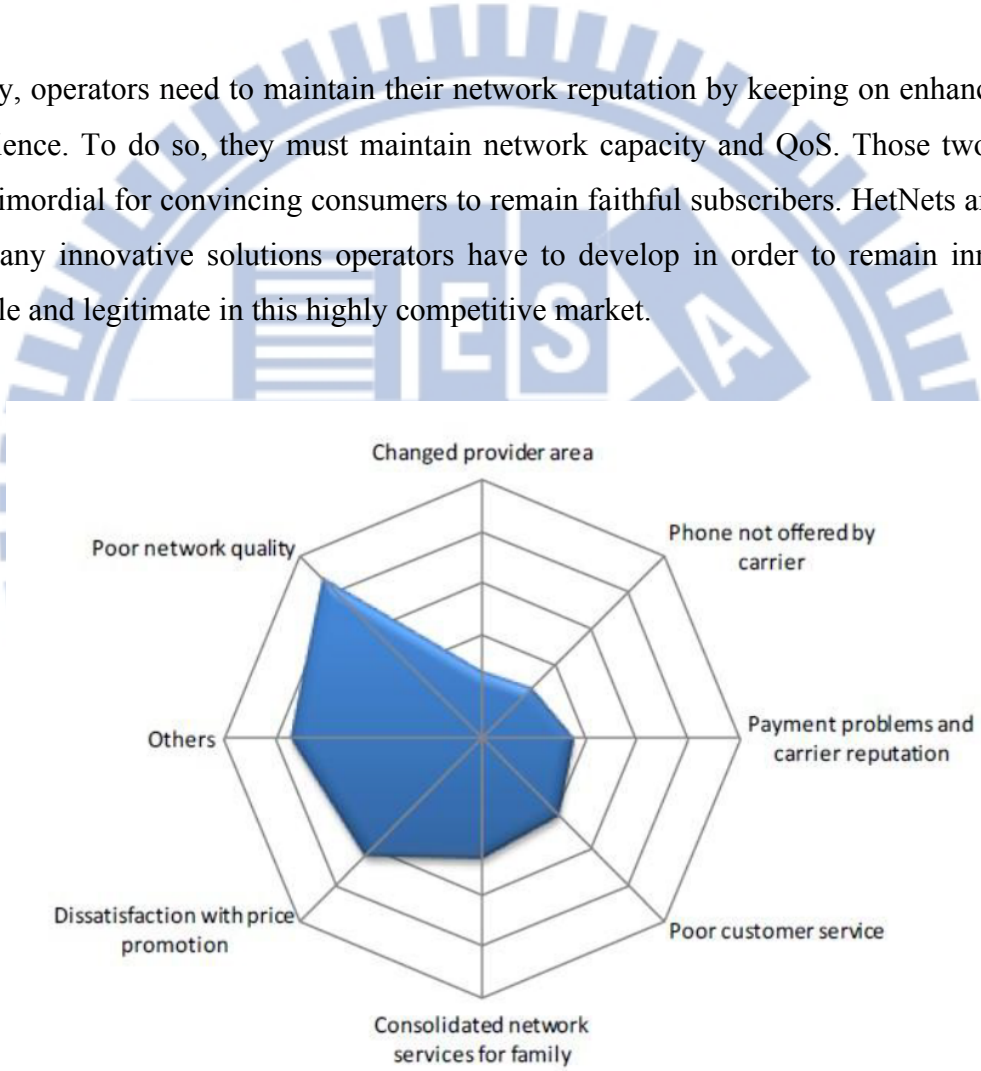 y, operators need to maintain their network reputation by keeping on enhanc
ience. To do so, they must maintain network capacity and QoS. Those two
imordial for convincing consumers to remain faithful subscribers. HetNets a
any innovative solutions operators have to develop in order to remain inn
le and legitimate in this highly competitive market.
ESA
Changed provider area
Poor network quality
Phone not offered by
carrier
Others
Payment problems and
carrier reputation
Dissatisfaction with price
promotion
Poor customer service
Consolidated network
services for family